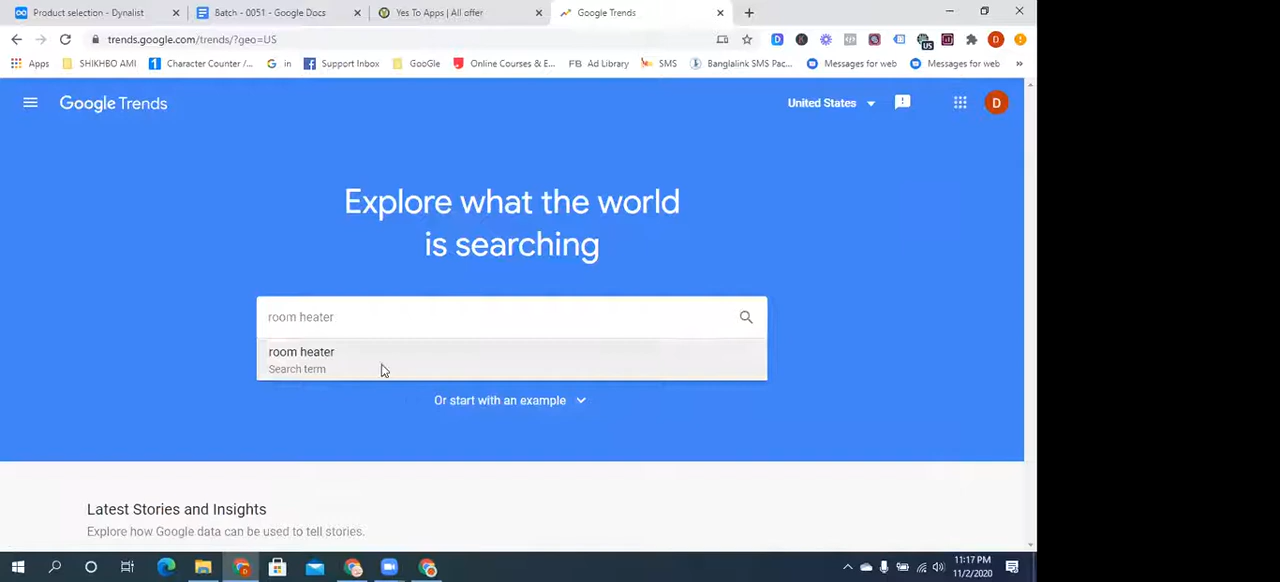 Product selection - Dynalist
Batch - 0051 - Google Docs
Yes To Apps | All offer
Google Trends
trends.google.com/trends/?geo=US
US
D
Apps
SHIKHBO AMI
Character Counter /...
in
Support Inbox
GooGle
Online Courses & E...
FB Ad Library
SMS
Banglalink SMS Pac...
Messages for web
Messages for web
»
Google Trends
United States
D
Explore what the world
is searching
room heater
room heater
Search term
Or start with an example
Latest Stories and Insights
Explore how Google data can be used to tell stories.
11:17 PM
11/2/2020